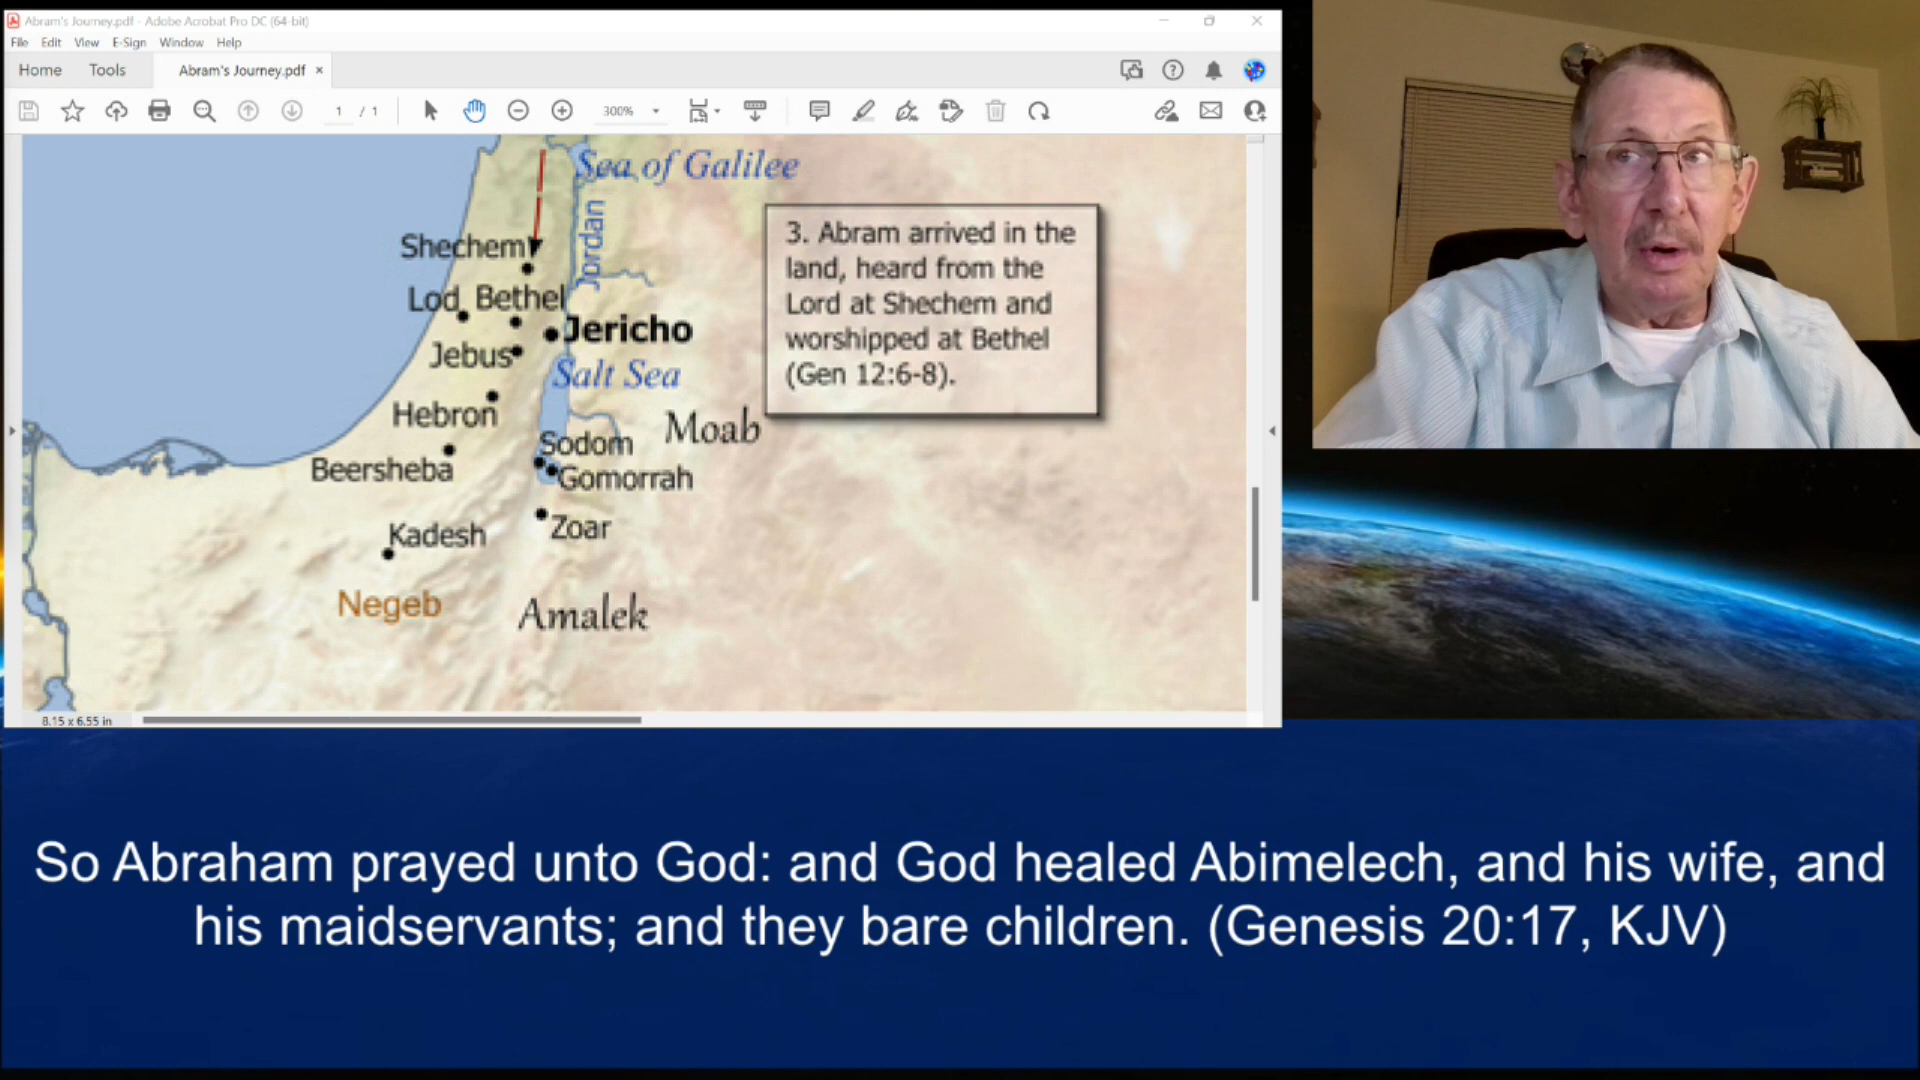 Abram's Journey.pdf - Adobe Acrobat Pro DC (64-bit)
File Edit View E-Sign Window Help
Home Tools Abram's Journey.pdf ×
1 / 1 300%
Sea of Galilee
Jordan
Shechem
Lod Bethel
Jericho
Jebus
Salt Sea
Hebron
Moab
Sodom
Beersheba
Gomorrah
Zoar
Kadesh
Negeb
Amalek
3. Abram arrived in the
land, heard from the
Lord at Shechem and
worshipped at Bethel
(Gen 12:6-8).
8.15 x 6.55 in
So Abraham prayed unto God: and God healed Abimelech, and his wife, and
his maidservants; and they bare children. (Genesis 20:17, KJV)